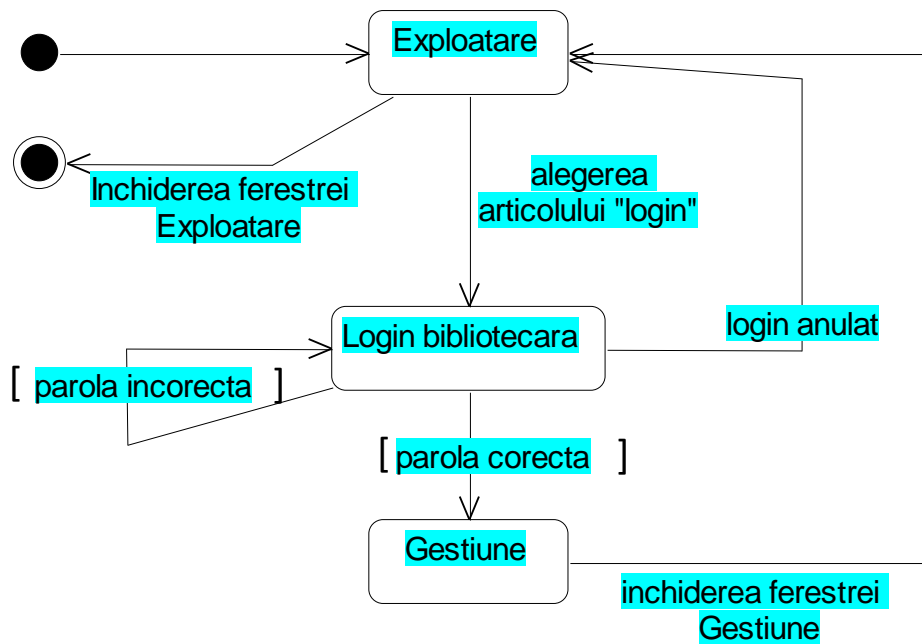 Exploatare
Inchiderea ferestrei
Exploatare
alegerea
articolului "login"
Login bibliotecara
login anulat
[ parola incorecta ]
[ parola corecta ]
Gestiune
inchiderea ferestrei
Gestiune